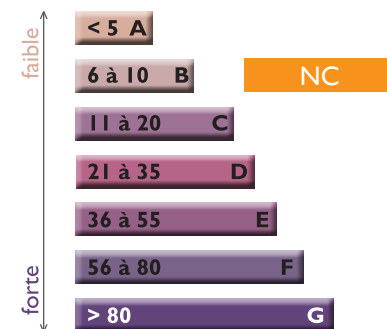 faible
< 5 A
6 à 10 B
NC
11 à 20 C
21 à 35 D
36 à 55 E
56 à 80 F
forte
> 80 G